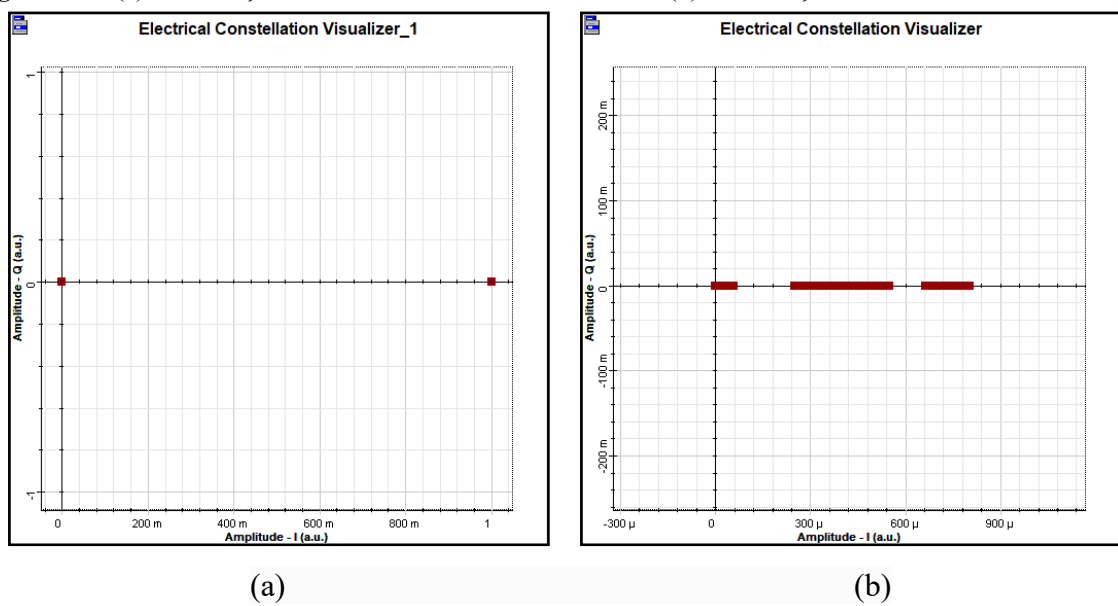 (a)
(b)
Electrical Constellation Visualizer_1
Amplitude - Q (a.u.)
1
0
-1
0
200 m
400 m
600 m
800 m
1
Amplitude - I (a.u.)
Electrical Constellation Visualizer
Amplitude - Q (a.u.)
200 m
100 m
0
-100 m
-200 m
-300 µ
0
300 µ
600 µ
900 µ
Amplitude - I (a.u.)
(a)
(b)